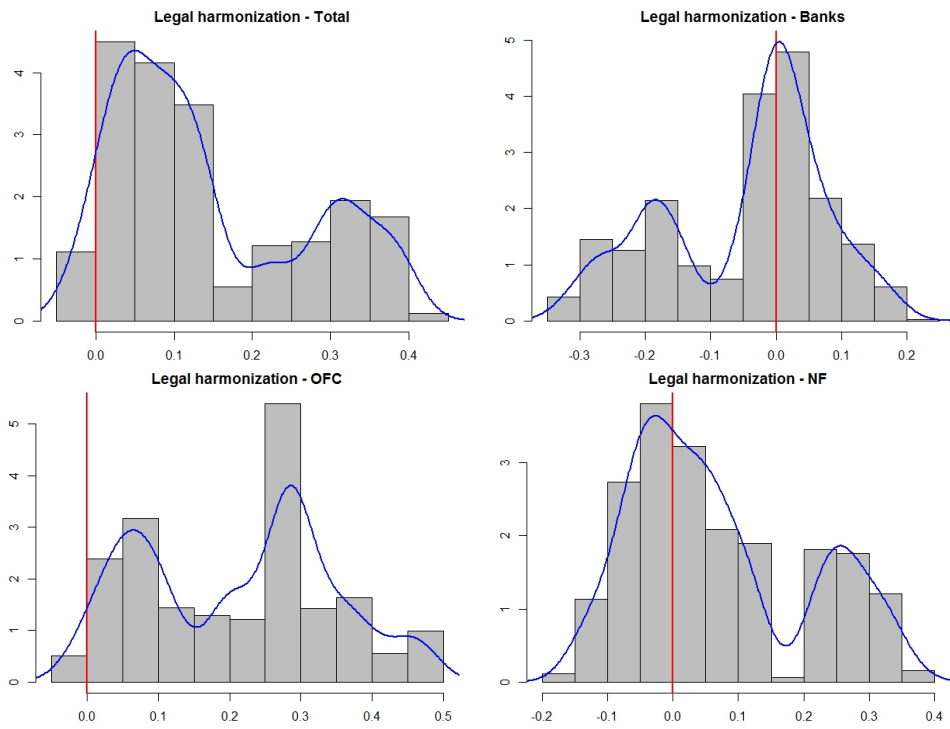 Legal harmonization - Total
4
3
2
1
0
0.0 0.1 0.2 0.3 0.4
Legal harmonization - Banks
5
4
3
2
1
0
-0.3 -0.2 -0.1 0.0 0.1 0.2
Legal harmonization - OFC
5
4
3
2
1
0
0.0 0.1 0.2 0.3 0.4 0.5
Legal harmonization - NF
3
2
1
0
-0.2 -0.1 0.0 0.1 0.2 0.3 0.4